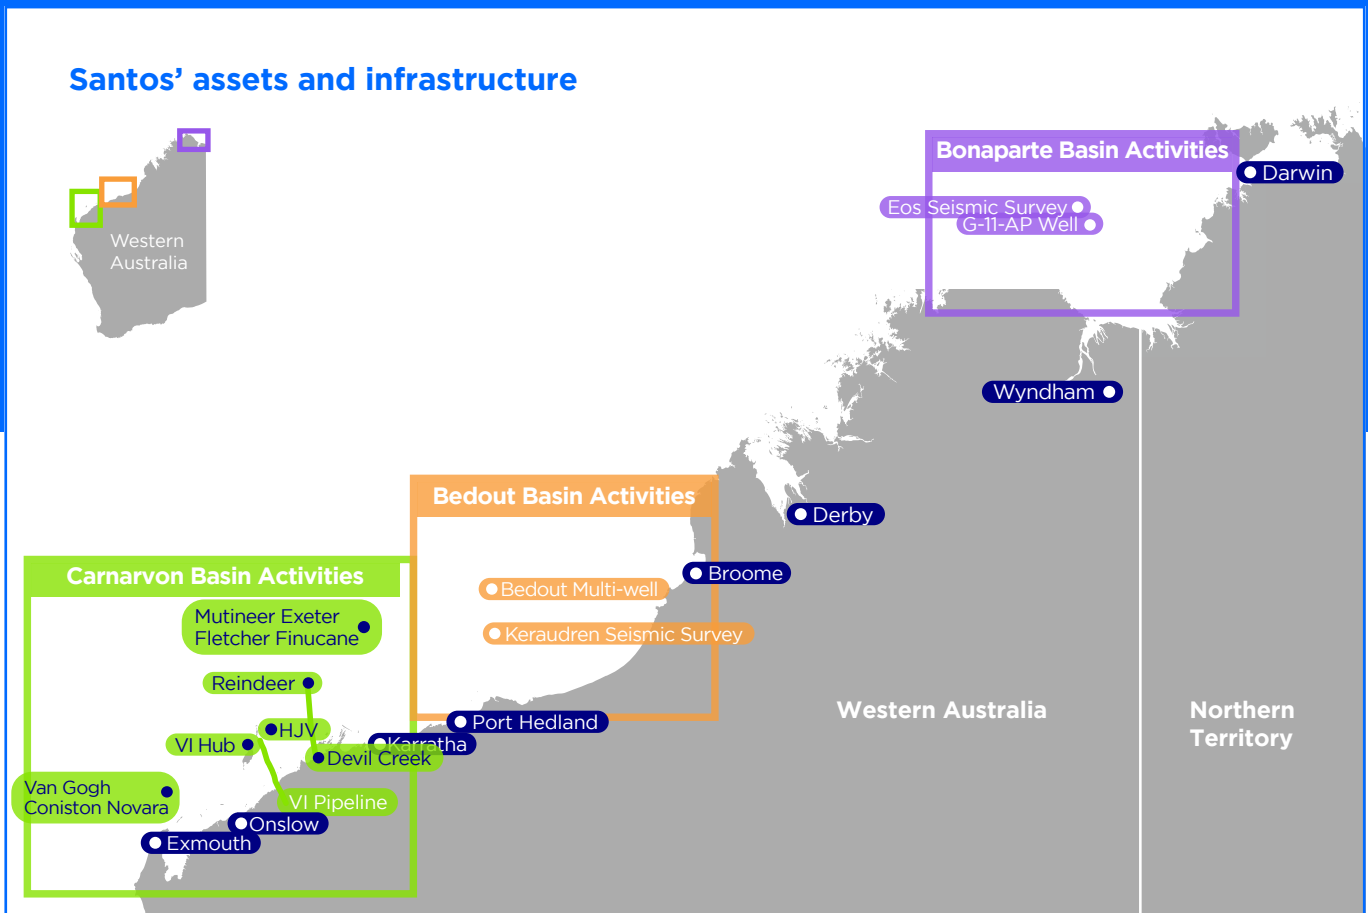 Santos’ assets and infrastructure
Western
Australia
Bonaparte Basin Activities
Darwin
Eos Seismic Survey
G-11-AP Well
Wyndham
Bedout Basin Activities
Derby
Broome
Bedout Multi-well
Keraudren Seismic Survey
Port Hedland
Carnarvon Basin Activities
Mutineer Exeter
Fletcher Finucane
Reindeer
HJV
VI Hub
Karratha
Devil Creek
Van Gogh
Coniston Novara
VI Pipeline
Onslow
Exmouth
Western Australia
Northern
Territory